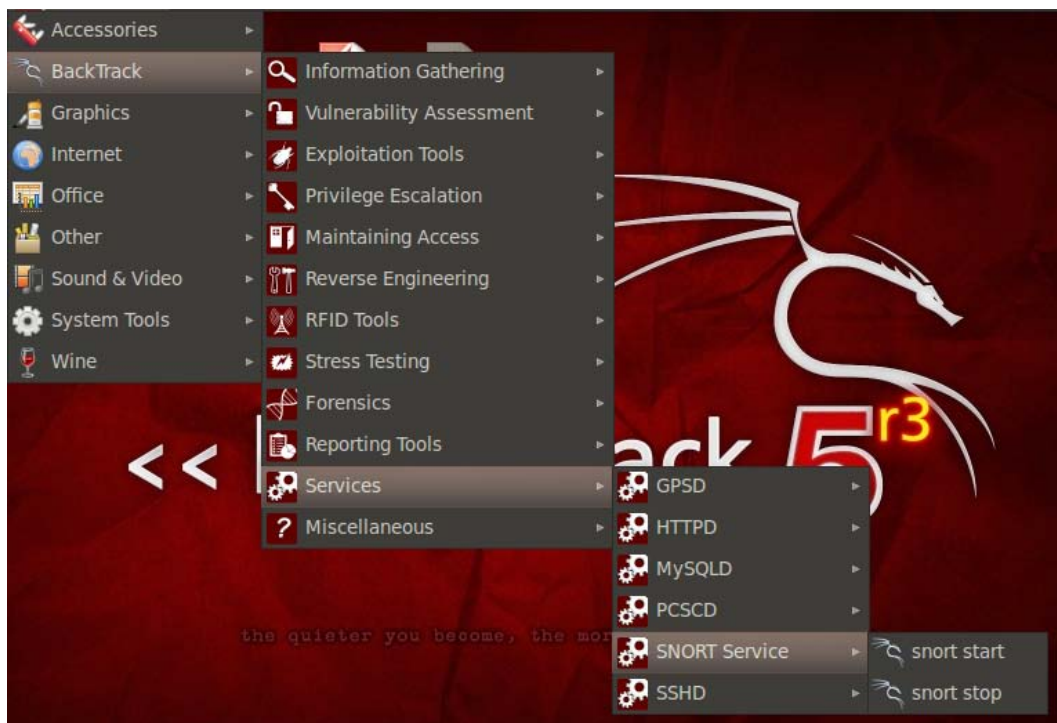 Accessories
BackTrack
Graphics
Internet
Office
Other
Sound & Video
System Tools
Wine
Information Gathering
Vulnerability Assessment
Exploitation Tools
Privilege Escalation
Maintaining Access
Reverse Engineering
RFID Tools
Stress Testing
Forensics
Reporting Tools
Services
Miscellaneous
GPSD
HTTPD
MySQLD
PCSCD
SNORT Service
SSHD
snort start
snort stop
<< ack 5 r3
the quieter you become, the mor